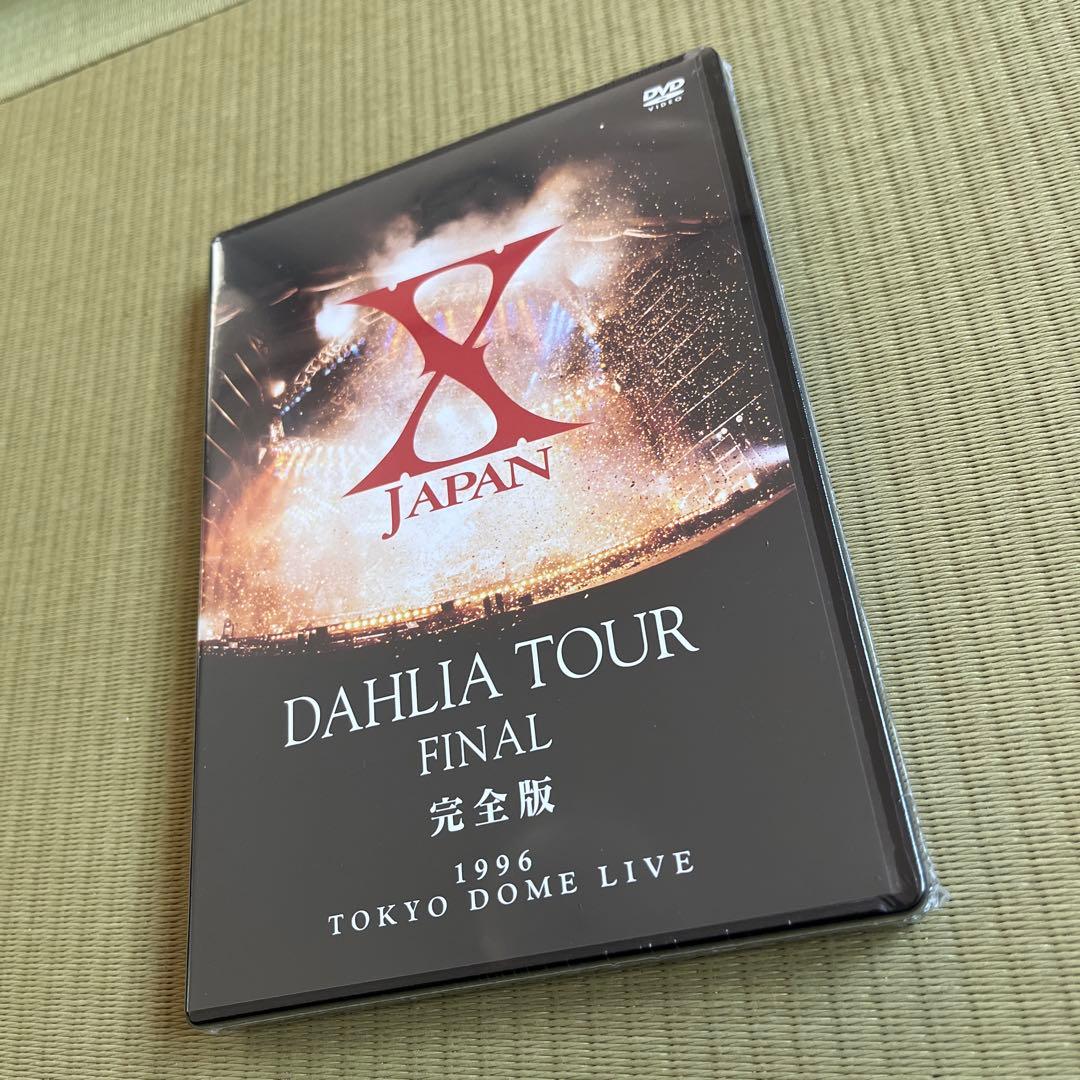 DVD
VIDEO
X
JAPAN
DAHLIA TOUR
FINAL
完全版
1996
TOKYO DOME LIVE